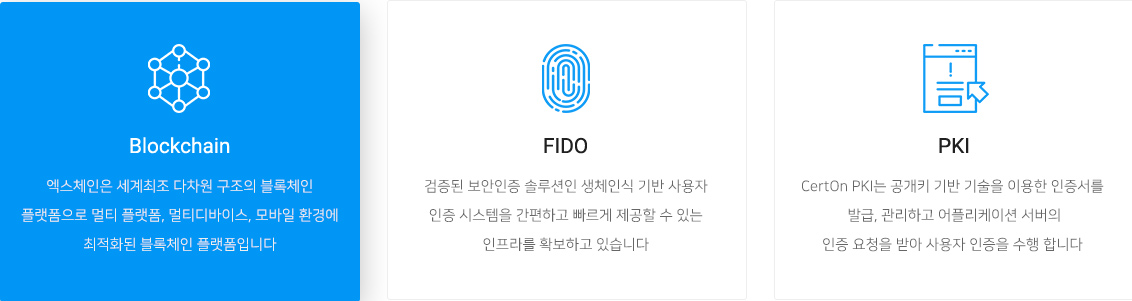 Blockchain
엑스체인은 세계최초 다차원 구조의 블록체인
플랫폼으로 멀티 플랫폼, 멀티디바이스, 모바일 환경에
최적화된 블록체인 플랫폼입니다
FIDO
검증된 보안인증 솔루션인 생체인식 기반 사용자
인증 시스템을 간편하고 빠르게 제공할 수 있는
인프라를 확보하고 있습니다
PKI
CertOn PKI는 공개키 기반 기술을 이용한 인증서를
발급, 관리하고 어플리케이션 서버의
인증 요청을 받아 사용자 인증을 수행 합니다